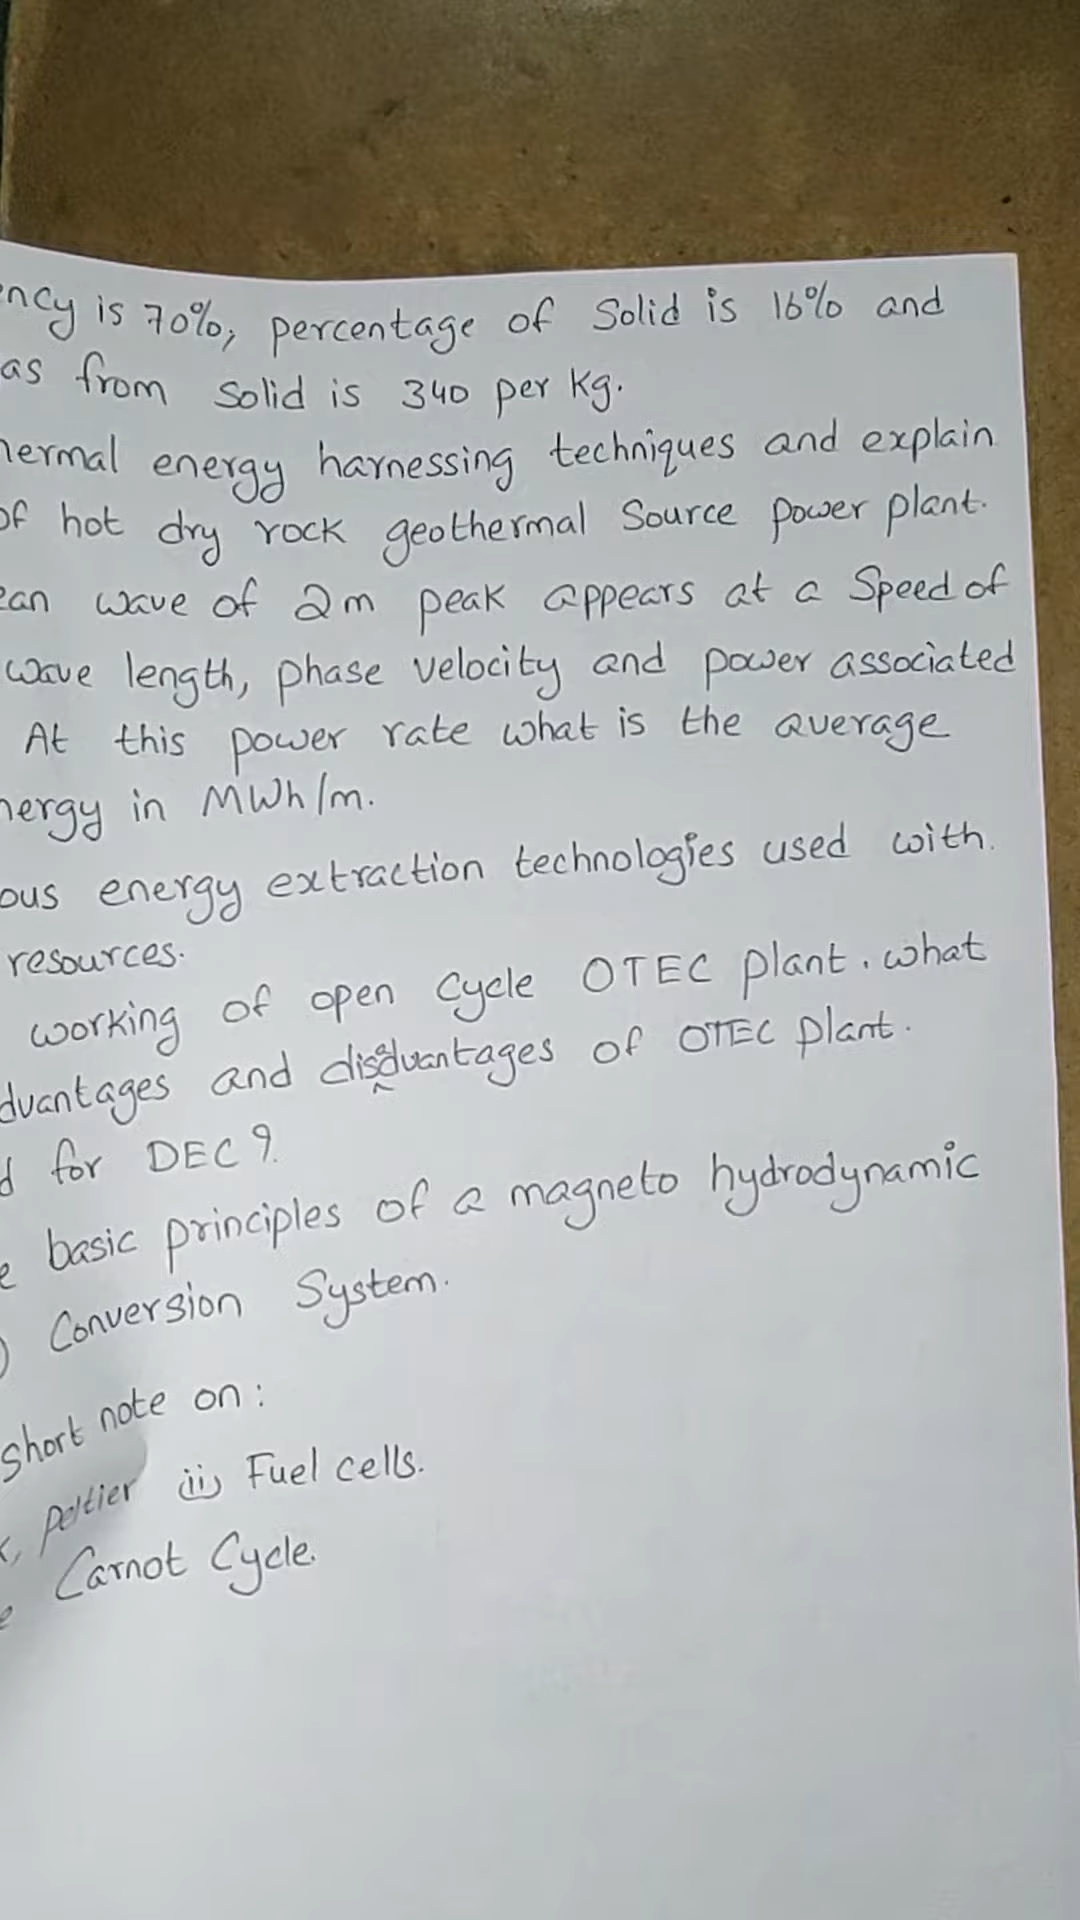 ncy is 70%, percentage of Solid is 16% and
as from solid is 340 per kg.
hermal energy harnessing techniques and explain
of hot dry rock geothermal Source power plant.
ean wave of 2m peak appears at a Speed of
wave length, phase velocity and power associated
At this power rate what is the average
nergy in MWh/m.
ous energy extraction technologies used with.
resources.
working of open Cycle OTEC plant. what
dvantages and disadvantages of OTEC plant.
d for DEC?
e basic principles of a magneto hydrodynamic
) Conversion System.
short note on:
k, peltier ii) Fuel cells.
e Carnot Cycle.